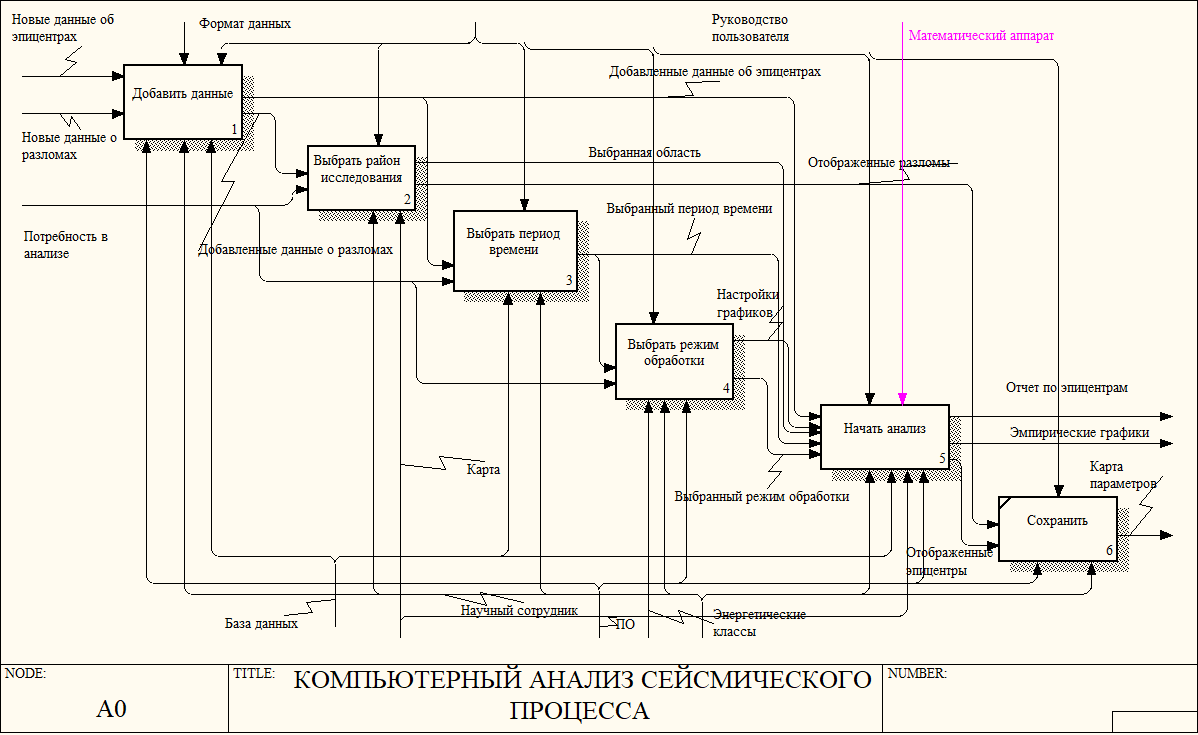 Новые данные об
эпицентрах
Формат данных
Руководство
пользователя
Математический аппарат
Добавленные данные об эпицентрах
Добавить данные
1
Новые данные о
разломах
Выбранная область
Отображенные разломы
Выбрать район
исследования
2
Выбранный период времени
Потребность в
анализе
Добавленные данные о разломах
Выбрать период
времени
3
Настройки
графиков
Выбрать режим
обработки
4
Отчет по эпицентрам
Начать анализ
5
Эмпирические графики
Карта
Карта
параметров
Выбранный режим обработки
Сохранить
6
Отображенные
эпицентры
Научный сотрудник
База данных
ПО
Энергетические
классы
NODE:
A0
TITLE:
КОМПЬЮТЕРНЫЙ АНАЛИЗ СЕЙСМИЧЕСКОГО
ПРОЦЕССА
NUMBER: